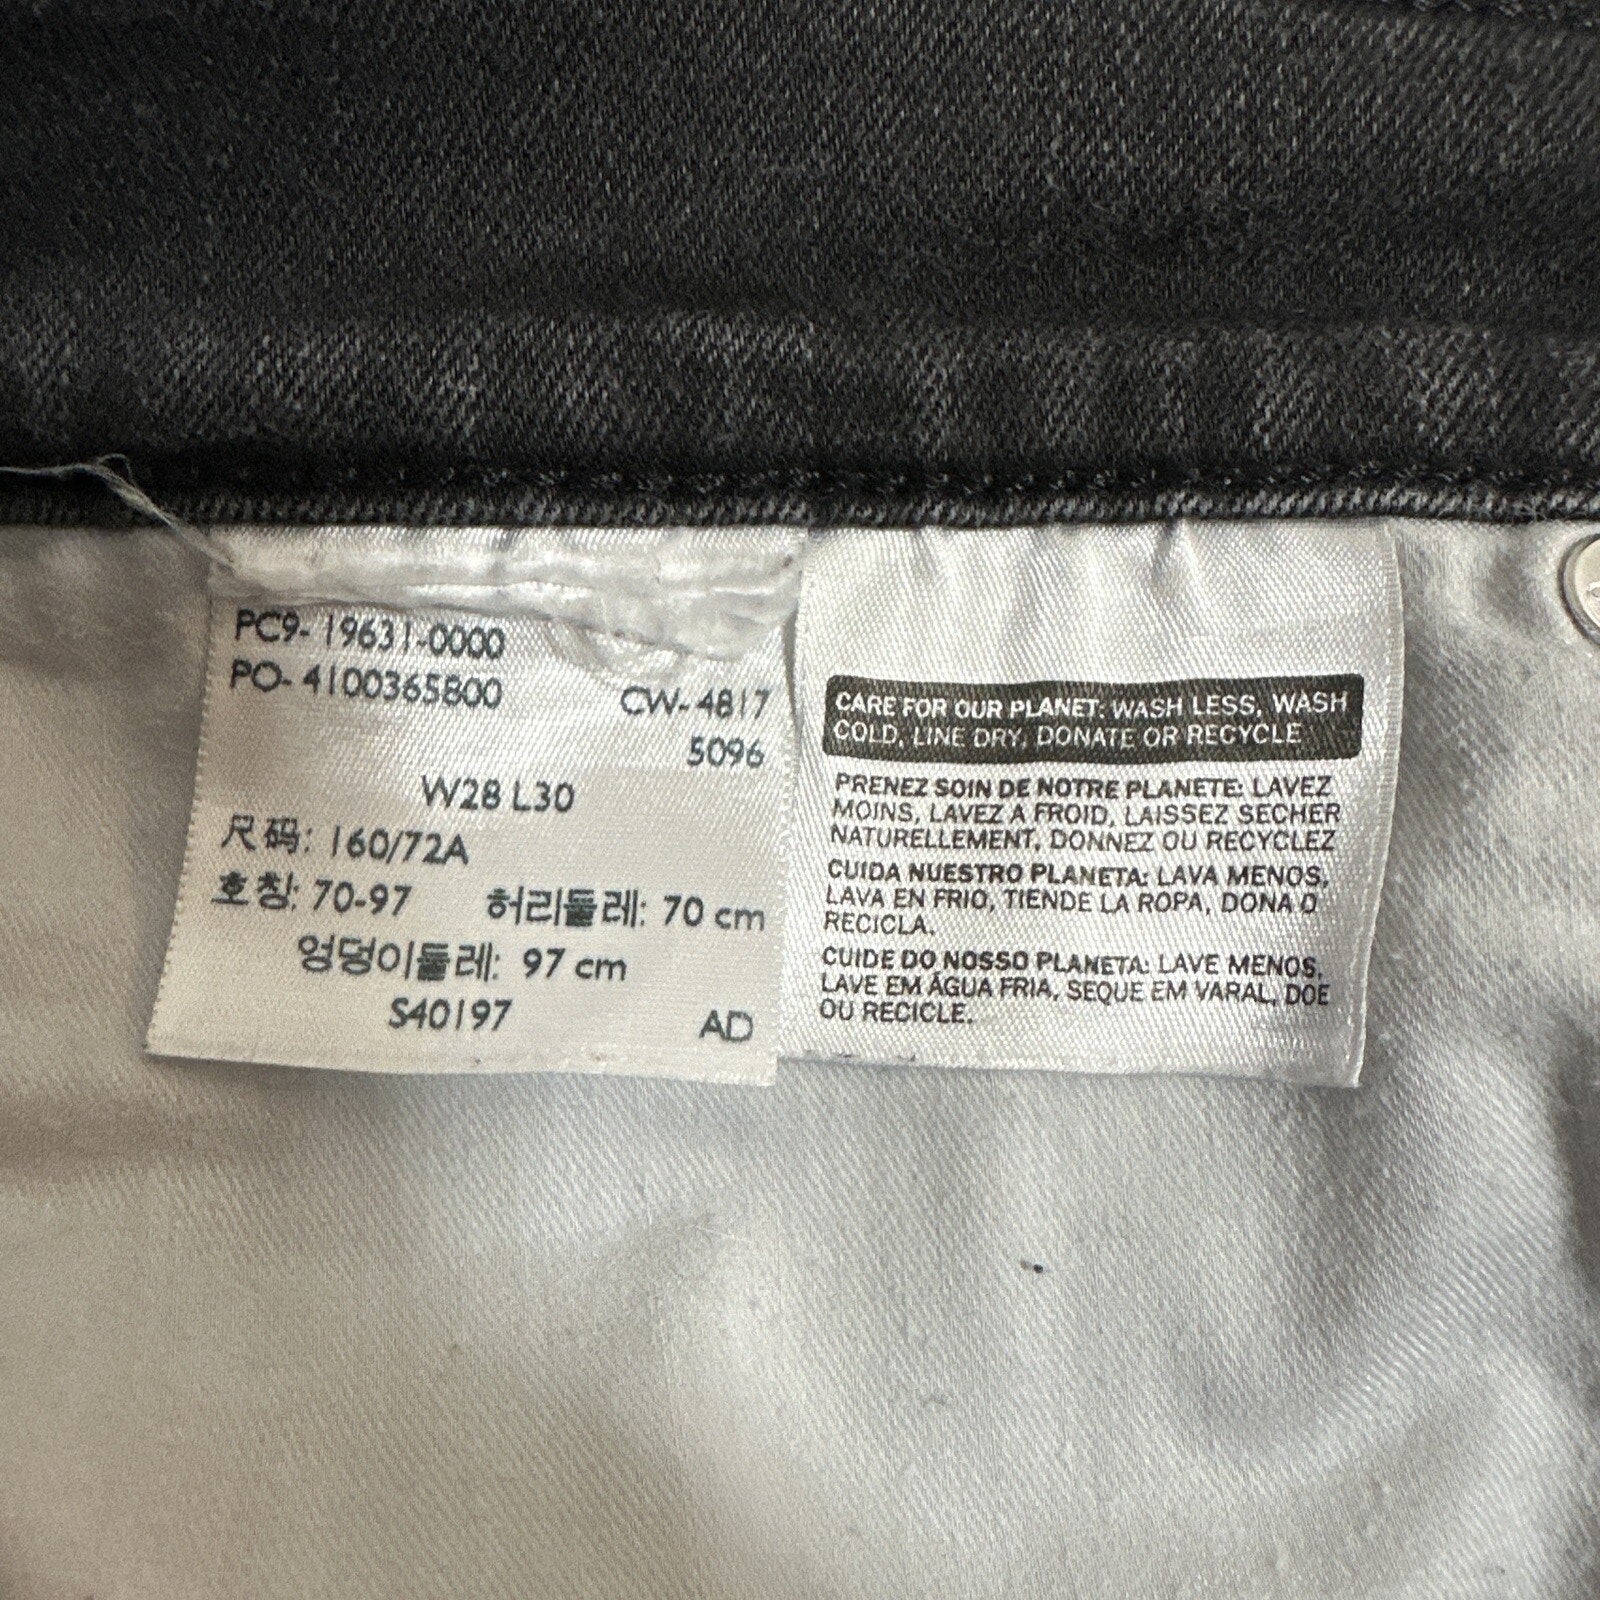 PC9-19631-0000
PO-4100365800
CW-4817
5096
W28 L30
尺码: 160/72A
호칭: 70-97 허리둘레: 70 cm
엉덩이둘레: 97 cm
S40197
AD
CARE FOR OUR PLANET: WASH LESS, WASH
COLD, LINE DRY, DONATE OR RECYCLE
PRENEZ SOIN DE NOTRE PLANETE: LAVEZ
MOINS, LAVEZ A FROID, LAISSEZ SECHER
NATURELLEMENT, DONNEZ OU RECYCLEZ
CUIDA NUESTRO PLANETA: LAVA MENOS,
LAVA EN FRIO, TIENDE LA ROPA, DONA O
RECICLA.
CUIDE DO NOSSO PLANETA: LAVE MENOS,
LAVE EM ÁGUA FRIA, SEQUE EM VARAL, DOE
OU RECICLE.